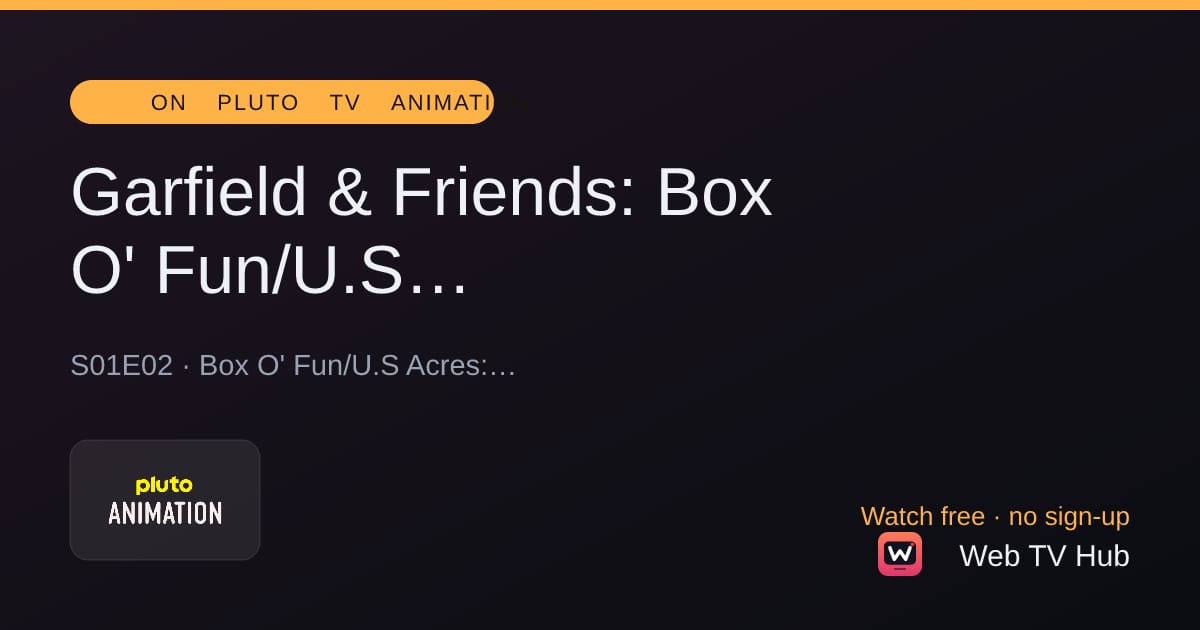 ON PLUTO TV ANIMATI
Garfield & Friends: Box
O' Fun/U.S…
S01E02 · Box O' Fun/U.S Acres:…
pluto
ANIMATION
Watch free · no sign-up
W
Web TV Hub